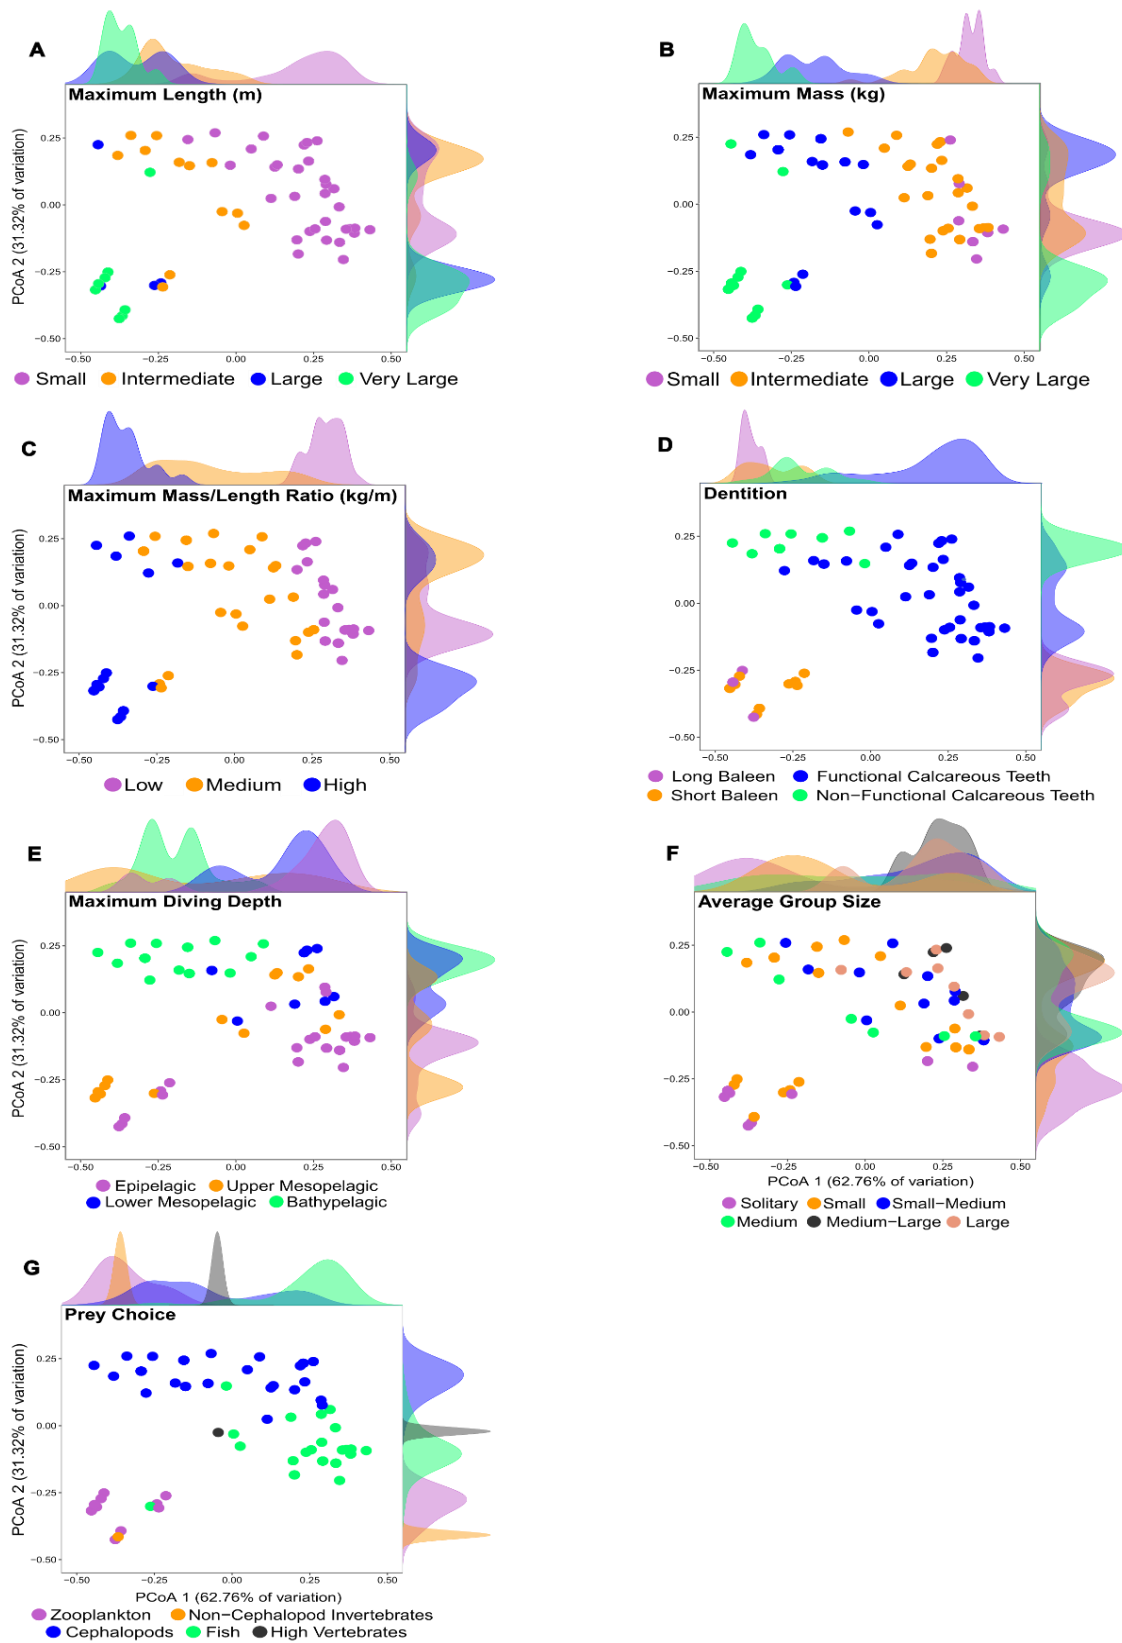 A
Maximum Length (m)
PCoA 2 (31.32% of variation)
0.25
0.00
−0.25
−0.50
−0.50 −0.25 0.00 0.25 0.50
Small Intermediate Large Very Large
B
Maximum Mass (kg)
0.25
0.00
−0.25
−0.50
−0.50 −0.25 0.00 0.25 0.50
Small Intermediate Large Very Large
C
Maximum Mass/Length Ratio (kg/m)
PCoA 2 (31.32% of variation)
0.25
0.00
−0.25
−0.50
−0.50 −0.25 0.00 0.25 0.50
Low Medium High
D
Dentition
0.25
0.00
−0.25
−0.50
−0.50 −0.25 0.00 0.25 0.50
Long Baleen Functional Calcareous Teeth
Short Baleen Non−Functional Calcareous Teeth
E
Maximum Diving Depth
PCoA 2 (31.32% of variation)
0.25
0.00
−0.25
−0.50
−0.50 −0.25 0.00 0.25 0.50
Epipelagic Upper Mesopelagic
Lower Mesopelagic Bathypelagic
F
Average Group Size
0.25
0.00
−0.25
−0.50
−0.50 −0.25 0.00 0.25 0.50
PCoA 1 (62.76% of variation)
Solitary Small Small−Medium
Medium Medium−Large Large
G
Prey Choice
PCoA 2 (31.32% of variation)
0.25
0.00
−0.25
−0.50
−0.50 −0.25 0.00 0.25 0.50
PCoA 1 (62.76% of variation)
Zooplankton Non−Cephalopod Invertebrates
Cephalopods Fish High Vertebrates